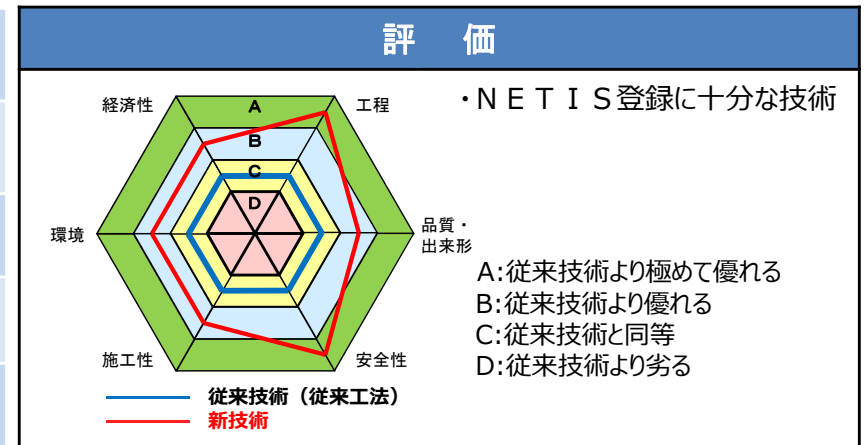 評 価
・ＮＥＴＩＳ登録に十分な技術
経済性
工程
A
B
C
D
環境
品質・
出来形
施工性
安全性
A:従来技術より極めて優れる
B:従来技術より優れる
C:従来技術と同等
D:従来技術より劣る
従来技術（従来工法）
新技術